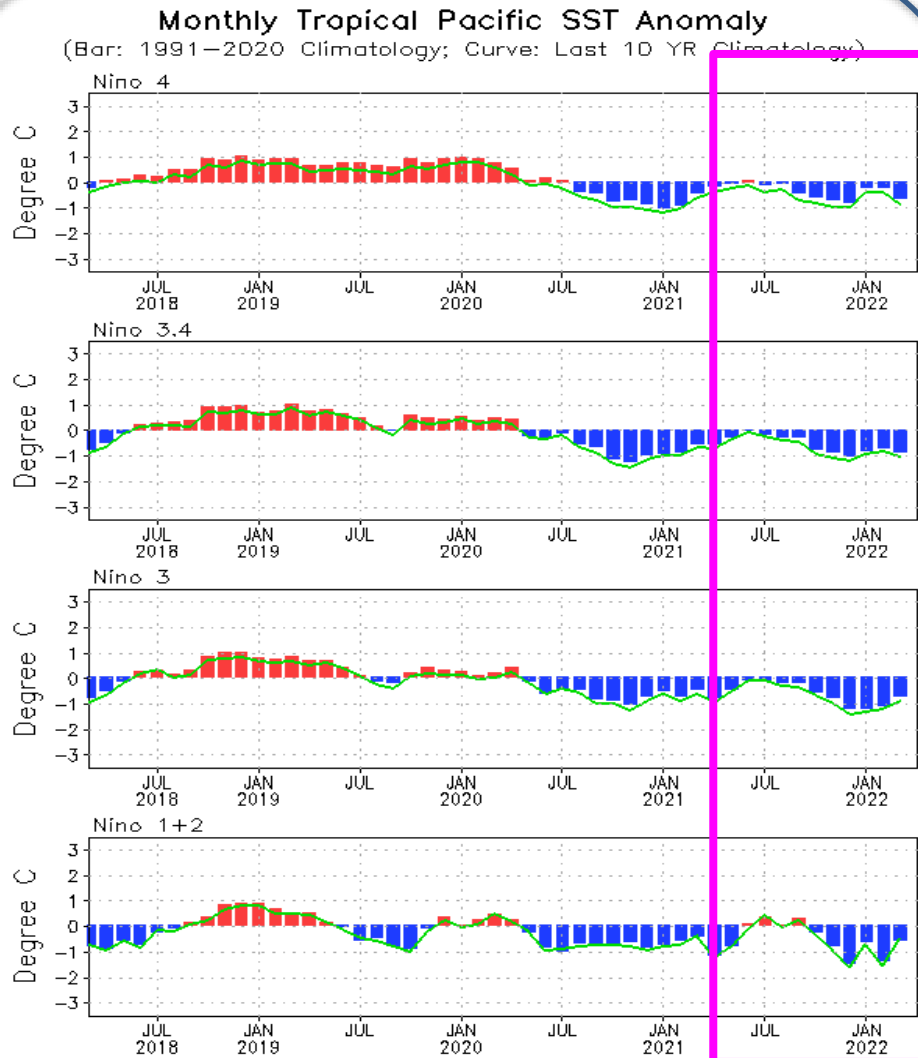 Monthly Tropical Pacific SST Anomaly
(Bar: 1991-2020 Climatology; Curve: Last 10 YR Climatology)
Nino 4
Degree C
3
2
1
0
-1
-2
-3
JUL JAN JUL JAN JUL JAN JUL JAN
2018 2019 2020 2021 2022
Nino 3.4
Degree C
3
2
1
0
-1
-2
-3
JUL JAN JUL JAN JUL JAN JUL JAN
2018 2019 2020 2021 2022
Nino 3
Degree C
3
2
1
0
-1
-2
-3
JUL JAN JUL JAN JUL JAN JUL JAN
2018 2019 2020 2021 2022
Nino 1+2
Degree C
3
2
1
0
-1
-2
-3
JUL JAN JUL JAN JUL JAN JUL JAN
2018 2019 2020 2021 2022